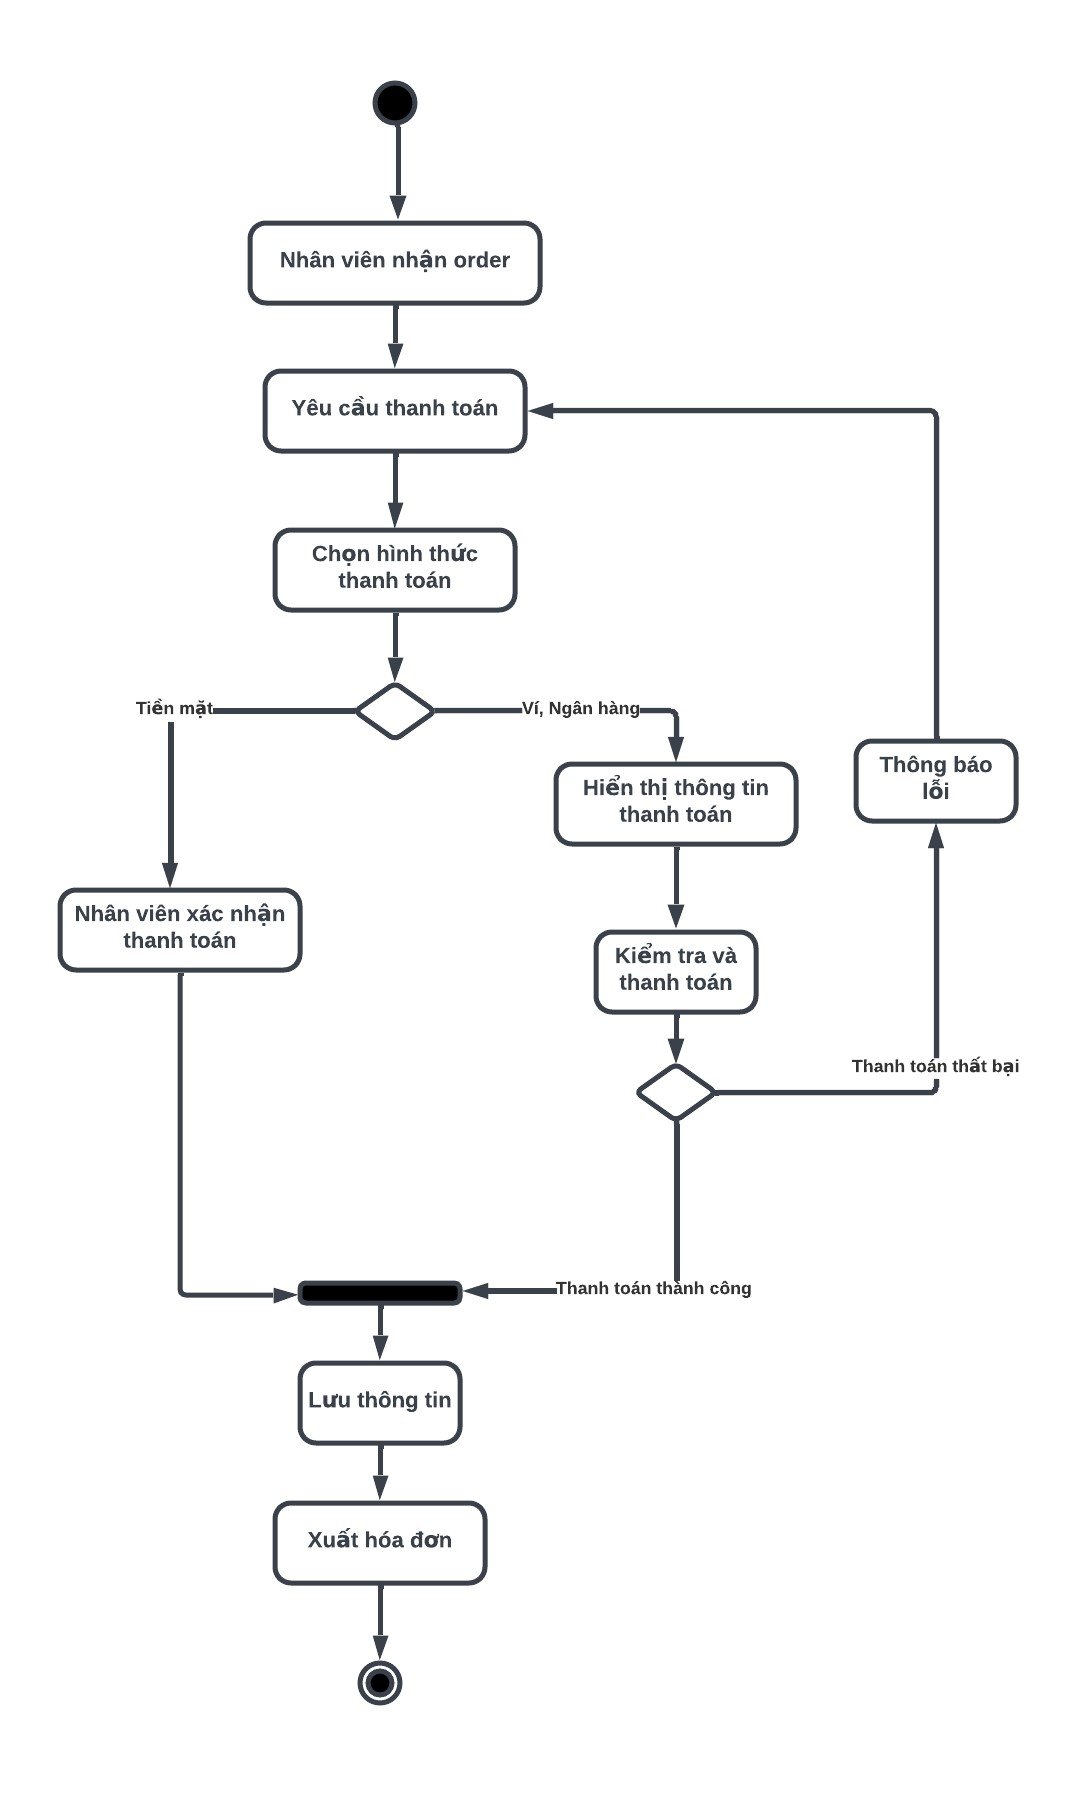 Nhân viên nhận order
Yêu cầu thanh toán
Chọn hình thức
thanh toán
Tiền mặt
Ví, Ngân hàng
Hiển thị thông tin
thanh toán
Thông báo
lỗi
Nhân viên xác nhận
thanh toán
Kiểm tra và
thanh toán
Thanh toán thất bại
Thanh toán thành công
Lưu thông tin
Xuất hóa đơn